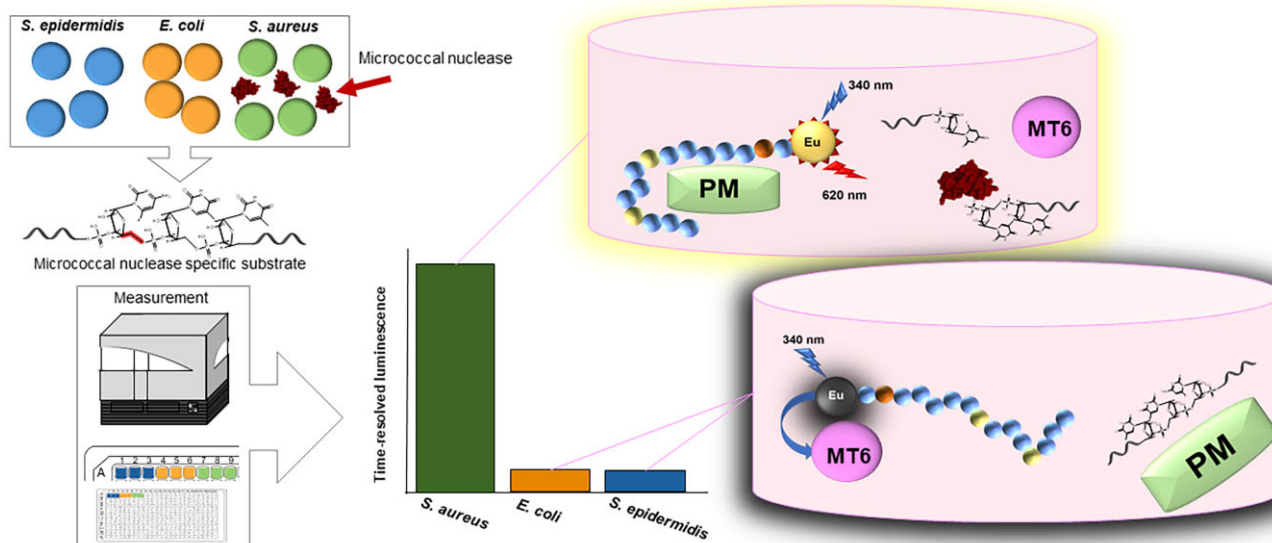 S. epidermidis
E. coli
S. aureus
Micrococcal nuclease
Micrococcal nuclease specific substrate
Measurement
1 2 3 4 5 6 7 8 9
A
Time-resolved luminescence
S. aureus
E. coli
S. epidermidis
340 nm
Eu
620 nm
PM
MT6
340 nm
Eu
MT6
PM